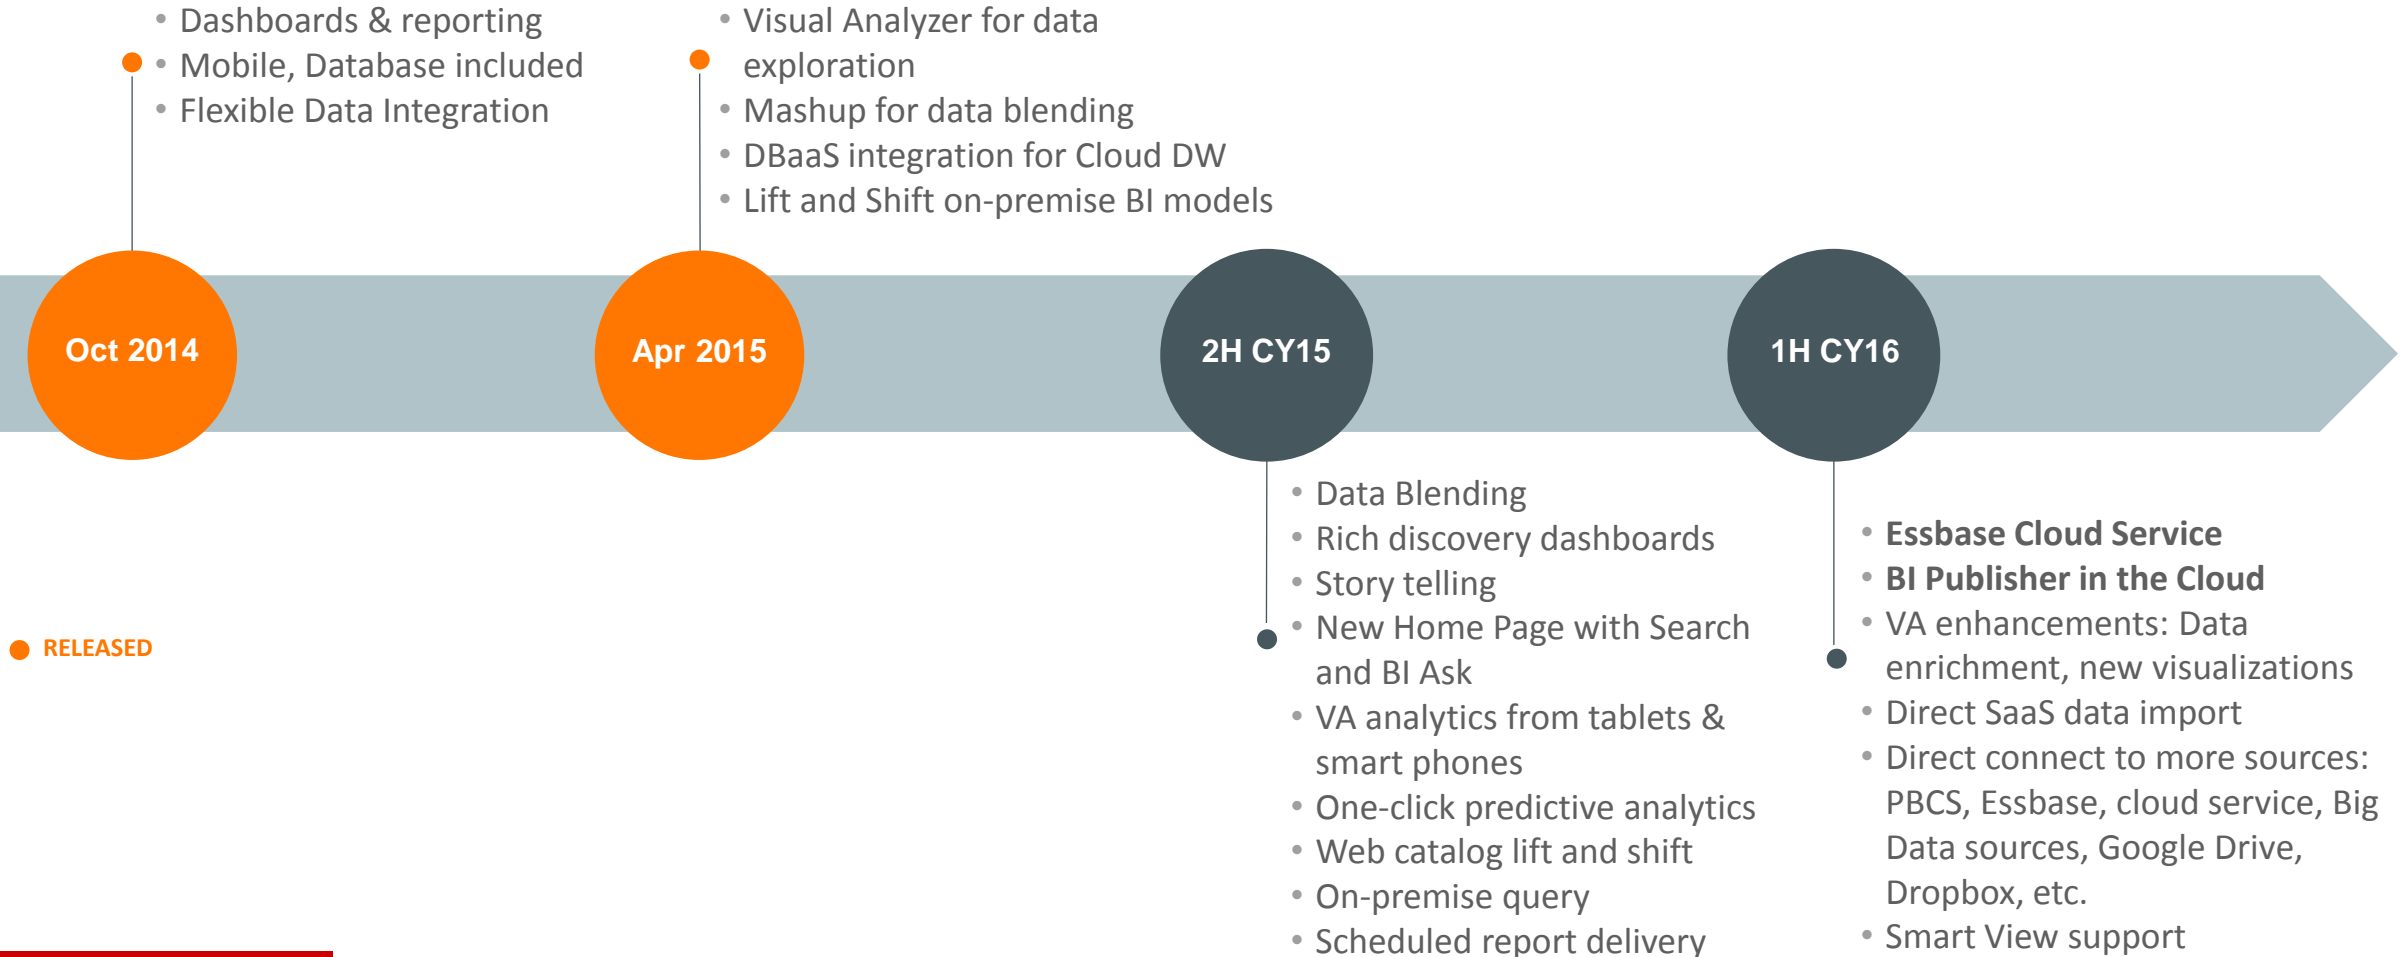 • Dashboards & reporting
• Mobile, Database included
• Flexible Data Integration
• Visual Analyzer for data
exploration
• Mashup for data blending
• DBaaS integration for Cloud DW
• Lift and Shift on-premise BI models
Oct 2014
Apr 2015
2H CY15
1H CY16
• Data Blending
• Rich discovery dashboards
• Story telling
• New Home Page with Search
and BI Ask
• VA analytics from tablets &
smart phones
• One-click predictive analytics
• Web catalog lift and shift
• On-premise query
• Scheduled report delivery
• Essbase Cloud Service
• BI Publisher in the Cloud
• VA enhancements: Data
enrichment, new visualizations
• Direct SaaS data import
• Direct connect to more sources:
PBCS, Essbase, cloud service, Big
Data sources, Google Drive,
Dropbox, etc.
• Smart View support
RELEASED